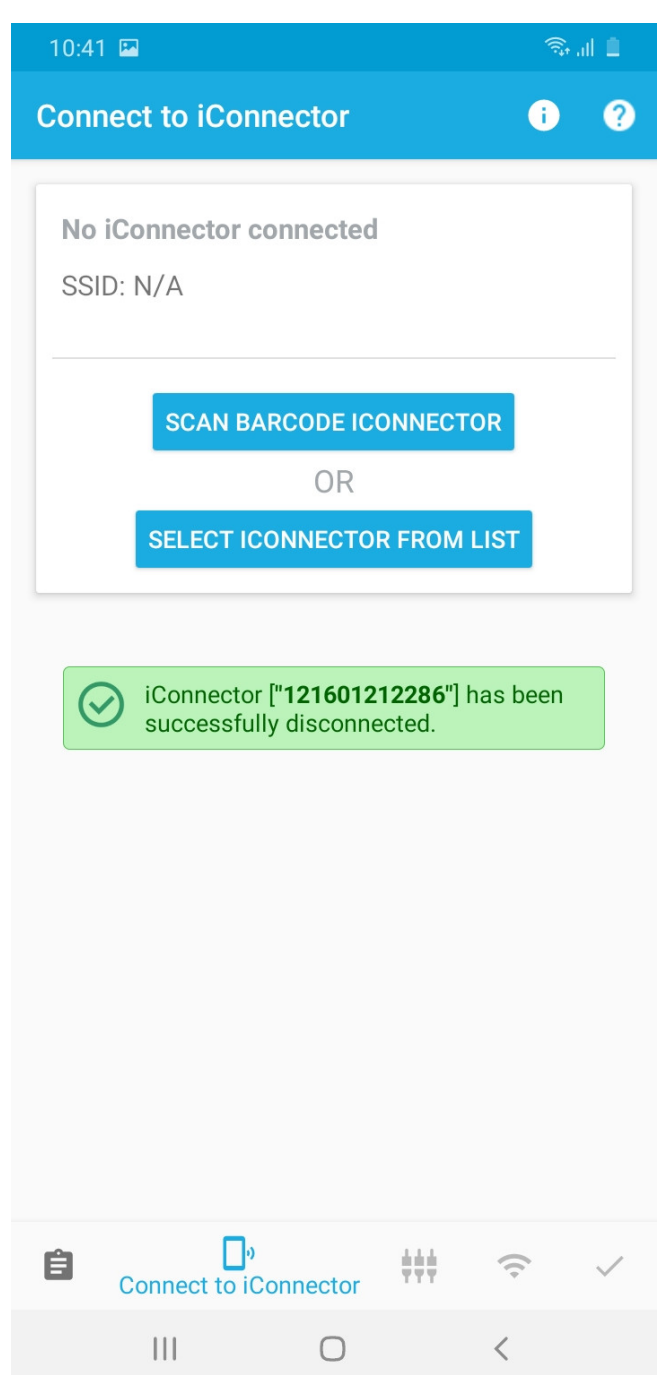 10:41
Connect to iConnector
No iConnector connected
SSID: N/A
SCAN BARCODE ICONNECTOR
OR
SELECT ICONNECTOR FROM LIST
iConnector ["121601212286"] has been
successfully disconnected.
Connect to iConnector